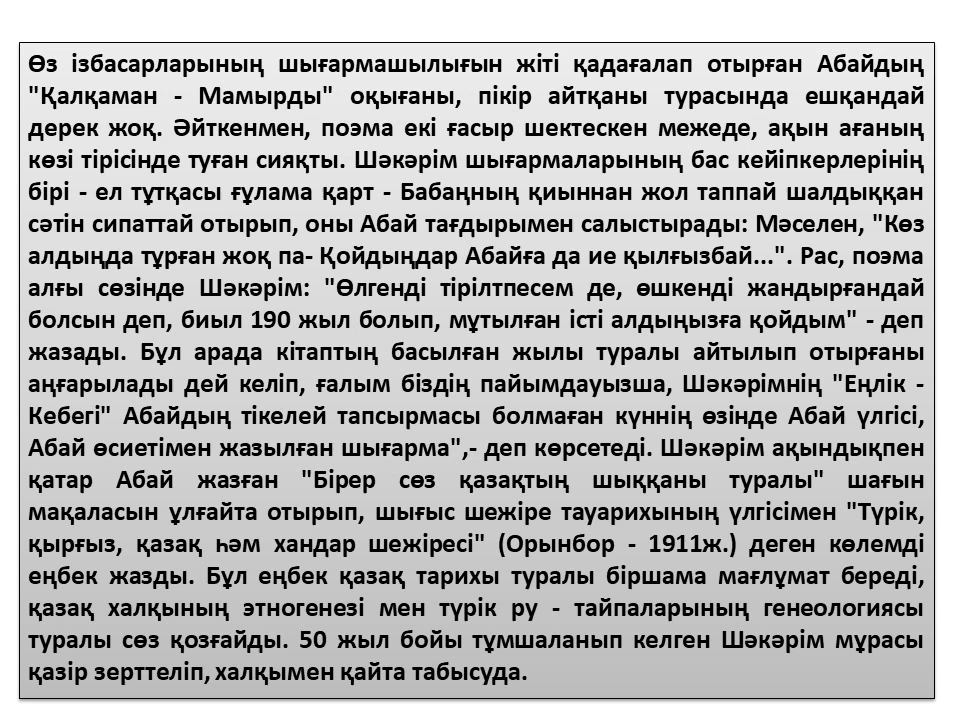 Өз ізбасарларының шығармашылығын жіті қадағалап отырған Абайдың
"Қалқаман - Мамырды" оқығаны, пікір айтқаны турасында ешқандай
дерек жоқ. Әйткенмен, поэма екі ғасыр шектескен межеде, ақын ағаның
көзі тірісінде туған сияқты. Шәкәрім шығармаларының бас кейіпкерлерінің
бірі - ел тұтқасы ғұлама қарт - Бабаңның қиыннан жол таппай шалдыққан
сәтін сипаттай отырып, оны Абай тағдырымен салыстырады: Мәселен, "Көз
алдыңда тұрған жоқ па- Қойдыңдар Абайға да ие қылғызбай...". Рас, поэма
алғы сөзінде Шәкәрім: "Өлгенді тірілтпесем де, өшкенді жандырғандай
болсын деп, биыл 190 жыл болып, мұтылған істі алдыңызға қойдым" - деп
жазады. Бұл арада кітаптың басылған жылы туралы айтылып отырғаны
аңғарылады дей келіп, ғалым біздің пайымдауызша, Шәкәрімнің "Еңлік -
Кебегі" Абайдың тікелей тапсырмасы болмаған күннің өзінде Абай үлгісі,
Абай өсиетімен жазылған шығарма",- деп көрсетеді. Шәкәрім ақындықпен
қатар Абай жазған "Бірер сөз қазақтың шыққаны туралы" шағын
мақаласын ұлғайта отырып, шығыс шежіре тауарихының үлгісімен "Түрік,
қырғыз, қазақ һәм хандар шежіресі" (Орынбор - 1911ж.) деген көлемді
еңбек жазды. Бұл еңбек қазақ тарихы туралы біршама мағлұмат береді,
қазақ халқының этногенезі мен түрік ру - тайпаларының генеологиясы
туралы сөз қозғайды. 50 жыл бойы тұмшаланып келген Шәкәрім мұрасы
қазір зерттеліп, халқымен қайта табысуда.